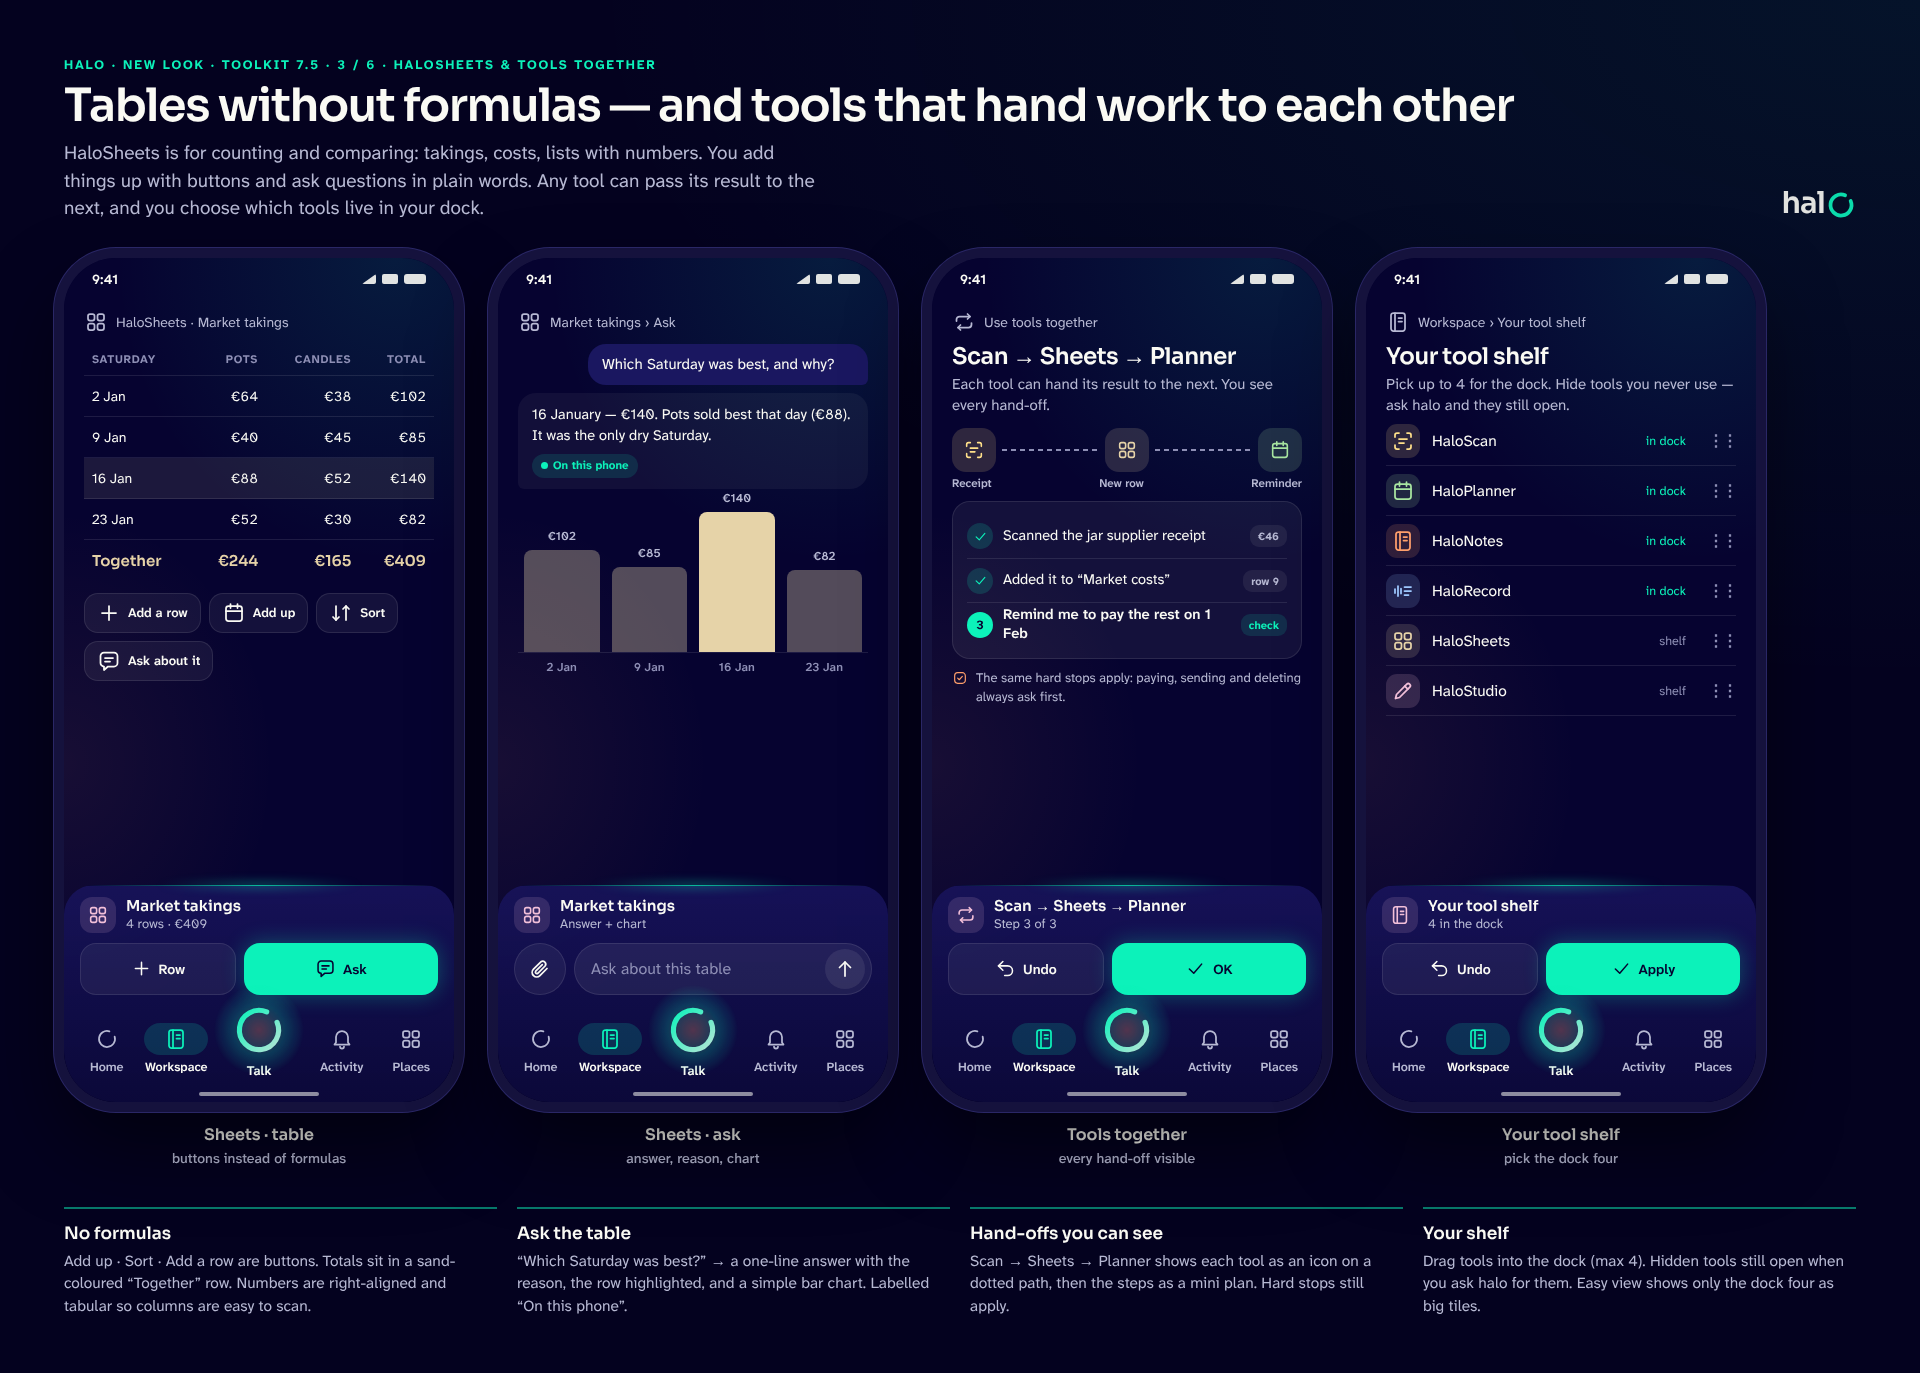 HALO · NEW LOOK · TOOLKIT 7.5 · 3 / 6 · HALOSHEETS & TOOLS TOGETHER
Tables without formulas — and tools that hand work to each other
HaloSheets is for counting and comparing: takings, costs, lists with numbers. You add
things up with buttons and ask questions in plain words. Any tool can pass its result to the
next, and you choose which tools live in your dock.
halo
9:41
HaloSheets · Market takings
SATURDAY POTS CANDLES TOTAL
2 Jan €64 €38 €102
9 Jan €40 €45 €85
16 Jan €88 €52 €140
23 Jan €52 €30 €82
Together €244 €165 €409
Add a row Add up Sort
Ask about it
Market takings
4 rows · €409
Row Ask
Home Workspace Talk Activity Places
Sheets · table
buttons instead of formulas
9:41
Market takings › Ask
Which Saturday was best, and why?
16 January — €140. Pots sold best that day (€88).
It was the only dry Saturday.
On this phone
€102 €85 €140 €82
2 Jan 9 Jan 16 Jan 23 Jan
Market takings
Answer + chart
Ask about this table
Home Workspace Talk Activity Places
Sheets · ask
answer, reason, chart
9:41
Use tools together
Scan → Sheets → Planner
Each tool can hand its result to the next. You see
every hand-off.
Receipt New row Reminder
Scanned the jar supplier receipt €46
Added it to “Market costs” row 9
3 Remind me to pay the rest on 1
Feb check
The same hard stops apply: paying, sending and deleting
always ask first.
Scan → Sheets → Planner
Step 3 of 3
Undo OK
Home Workspace Talk Activity Places
Tools together
every hand-off visible
9:41
Workspace › Your tool shelf
Your tool shelf
Pick up to 4 for the dock. Hide tools you never use —
ask halo and they still open.
HaloScan in dock
HaloPlanner in dock
HaloNotes in dock
HaloRecord in dock
HaloSheets shelf
HaloStudio shelf
Your tool shelf
4 in the dock
Undo Apply
Home Workspace Talk Activity Places
Your tool shelf
pick the dock four
No formulas
Add up · Sort · Add a row are buttons. Totals sit in a sand-
coloured “Together” row. Numbers are right-aligned and
tabular so columns are easy to scan.
Ask the table
“Which Saturday was best?” → a one-line answer with the
reason, the row highlighted, and a simple bar chart. Labelled
“On this phone”.
Hand-offs you can see
Scan → Sheets → Planner shows each tool as an icon on a
dotted path, then the steps as a mini plan. Hard stops still
apply.
Your shelf
Drag tools into the dock (max 4). Hidden tools still open when
you ask halo for them. Easy view shows only the dock four as
big tiles.